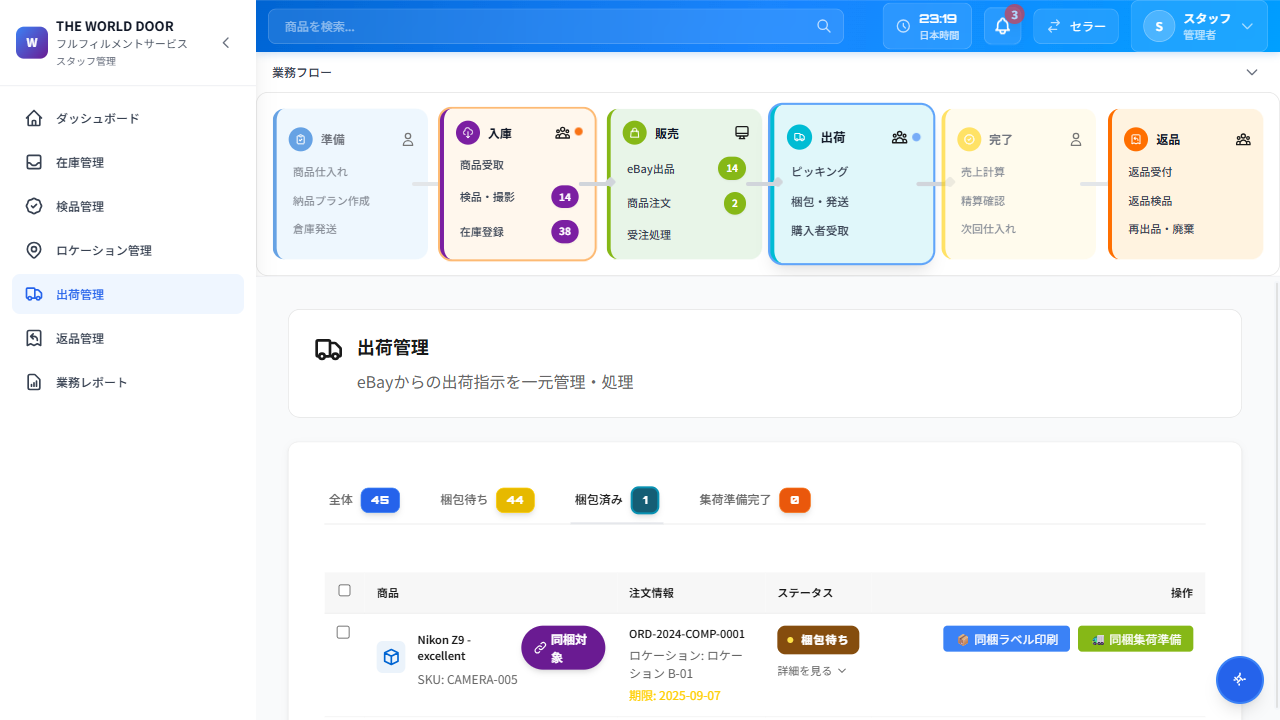 W
THE WORLD DOOR
フルフィルメントサービス
スタッフ管理
ダッシュボード
在庫管理
検品管理
ロケーション管理
出荷管理
返品管理
業務レポート
商品を検索...
23:19
日本時間
3
セラー
S
スタッフ
管理者
業務フロー
準備
商品仕入れ
納品プラン作成
倉庫発送
入庫
商品受取
検品・撮影 14
在庫登録 38
販売
eBay出品 14
商品注文 2
受注処理
出荷
ピッキング
梱包・発送
購入者受取
完了
売上計算
精算確認
次回仕入れ
返品
返品受付
返品検品
再出品・廃棄
出荷管理
eBayからの出荷指示を一元管理・処理
全体 45 梱包待ち 44 梱包済み 1 集荷準備完了 0
商品 注文情報 ステータス 操作
Nikon Z9 -
excellent
SKU: CAMERA-005
同梱対
象
ORD-2024-COMP-0001
ロケーション: ロケー
ション B-01
期限: 2025-09-07
梱包待ち
詳細を見る
同梱ラベル印刷
同梱集荷準備